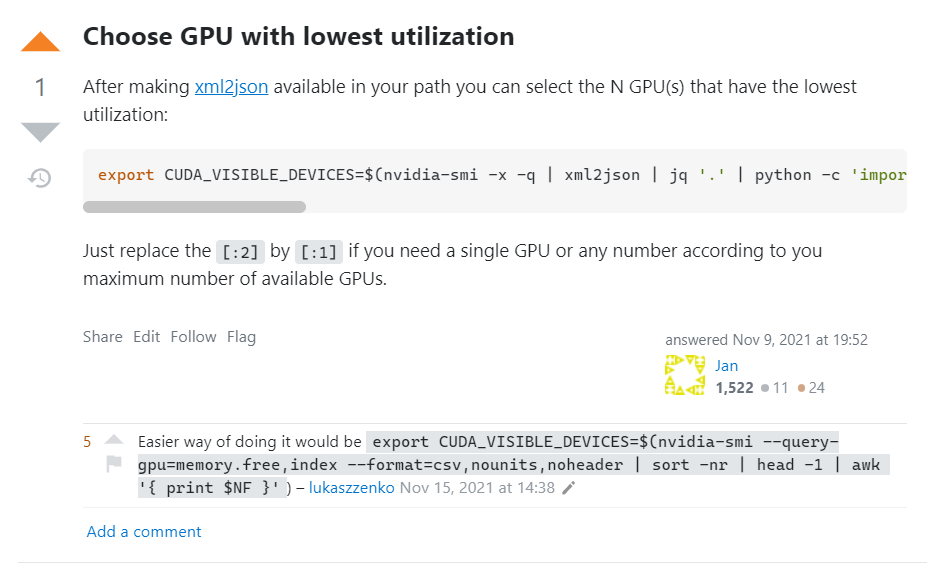 Choose GPU with lowest utilization
1
After making xml2json available in your path you can select the N GPU(s) that have the lowest
utilization:
export CUDA_VISIBLE_DEVICES=$(nvidia-smi -x -q | xml2json | jq '.' | python -c 'impor
Just replace the [:2] by [:1] if you need a single GPU or any number according to you
maximum number of available GPUs.
Share Edit Follow Flag
answered Nov 9, 2021 at 19:52
Jan
1,522 11 24
5 Easier way of doing it would be export CUDA_VISIBLE_DEVICES=$(nvidia-smi --query-
gpu=memory.free,index --format=csv,nounits,noheader | sort -nr | head -1 | awk
'{ print $NF }' ) – lukaszzenko Nov 15, 2021 at 14:38
Add a comment